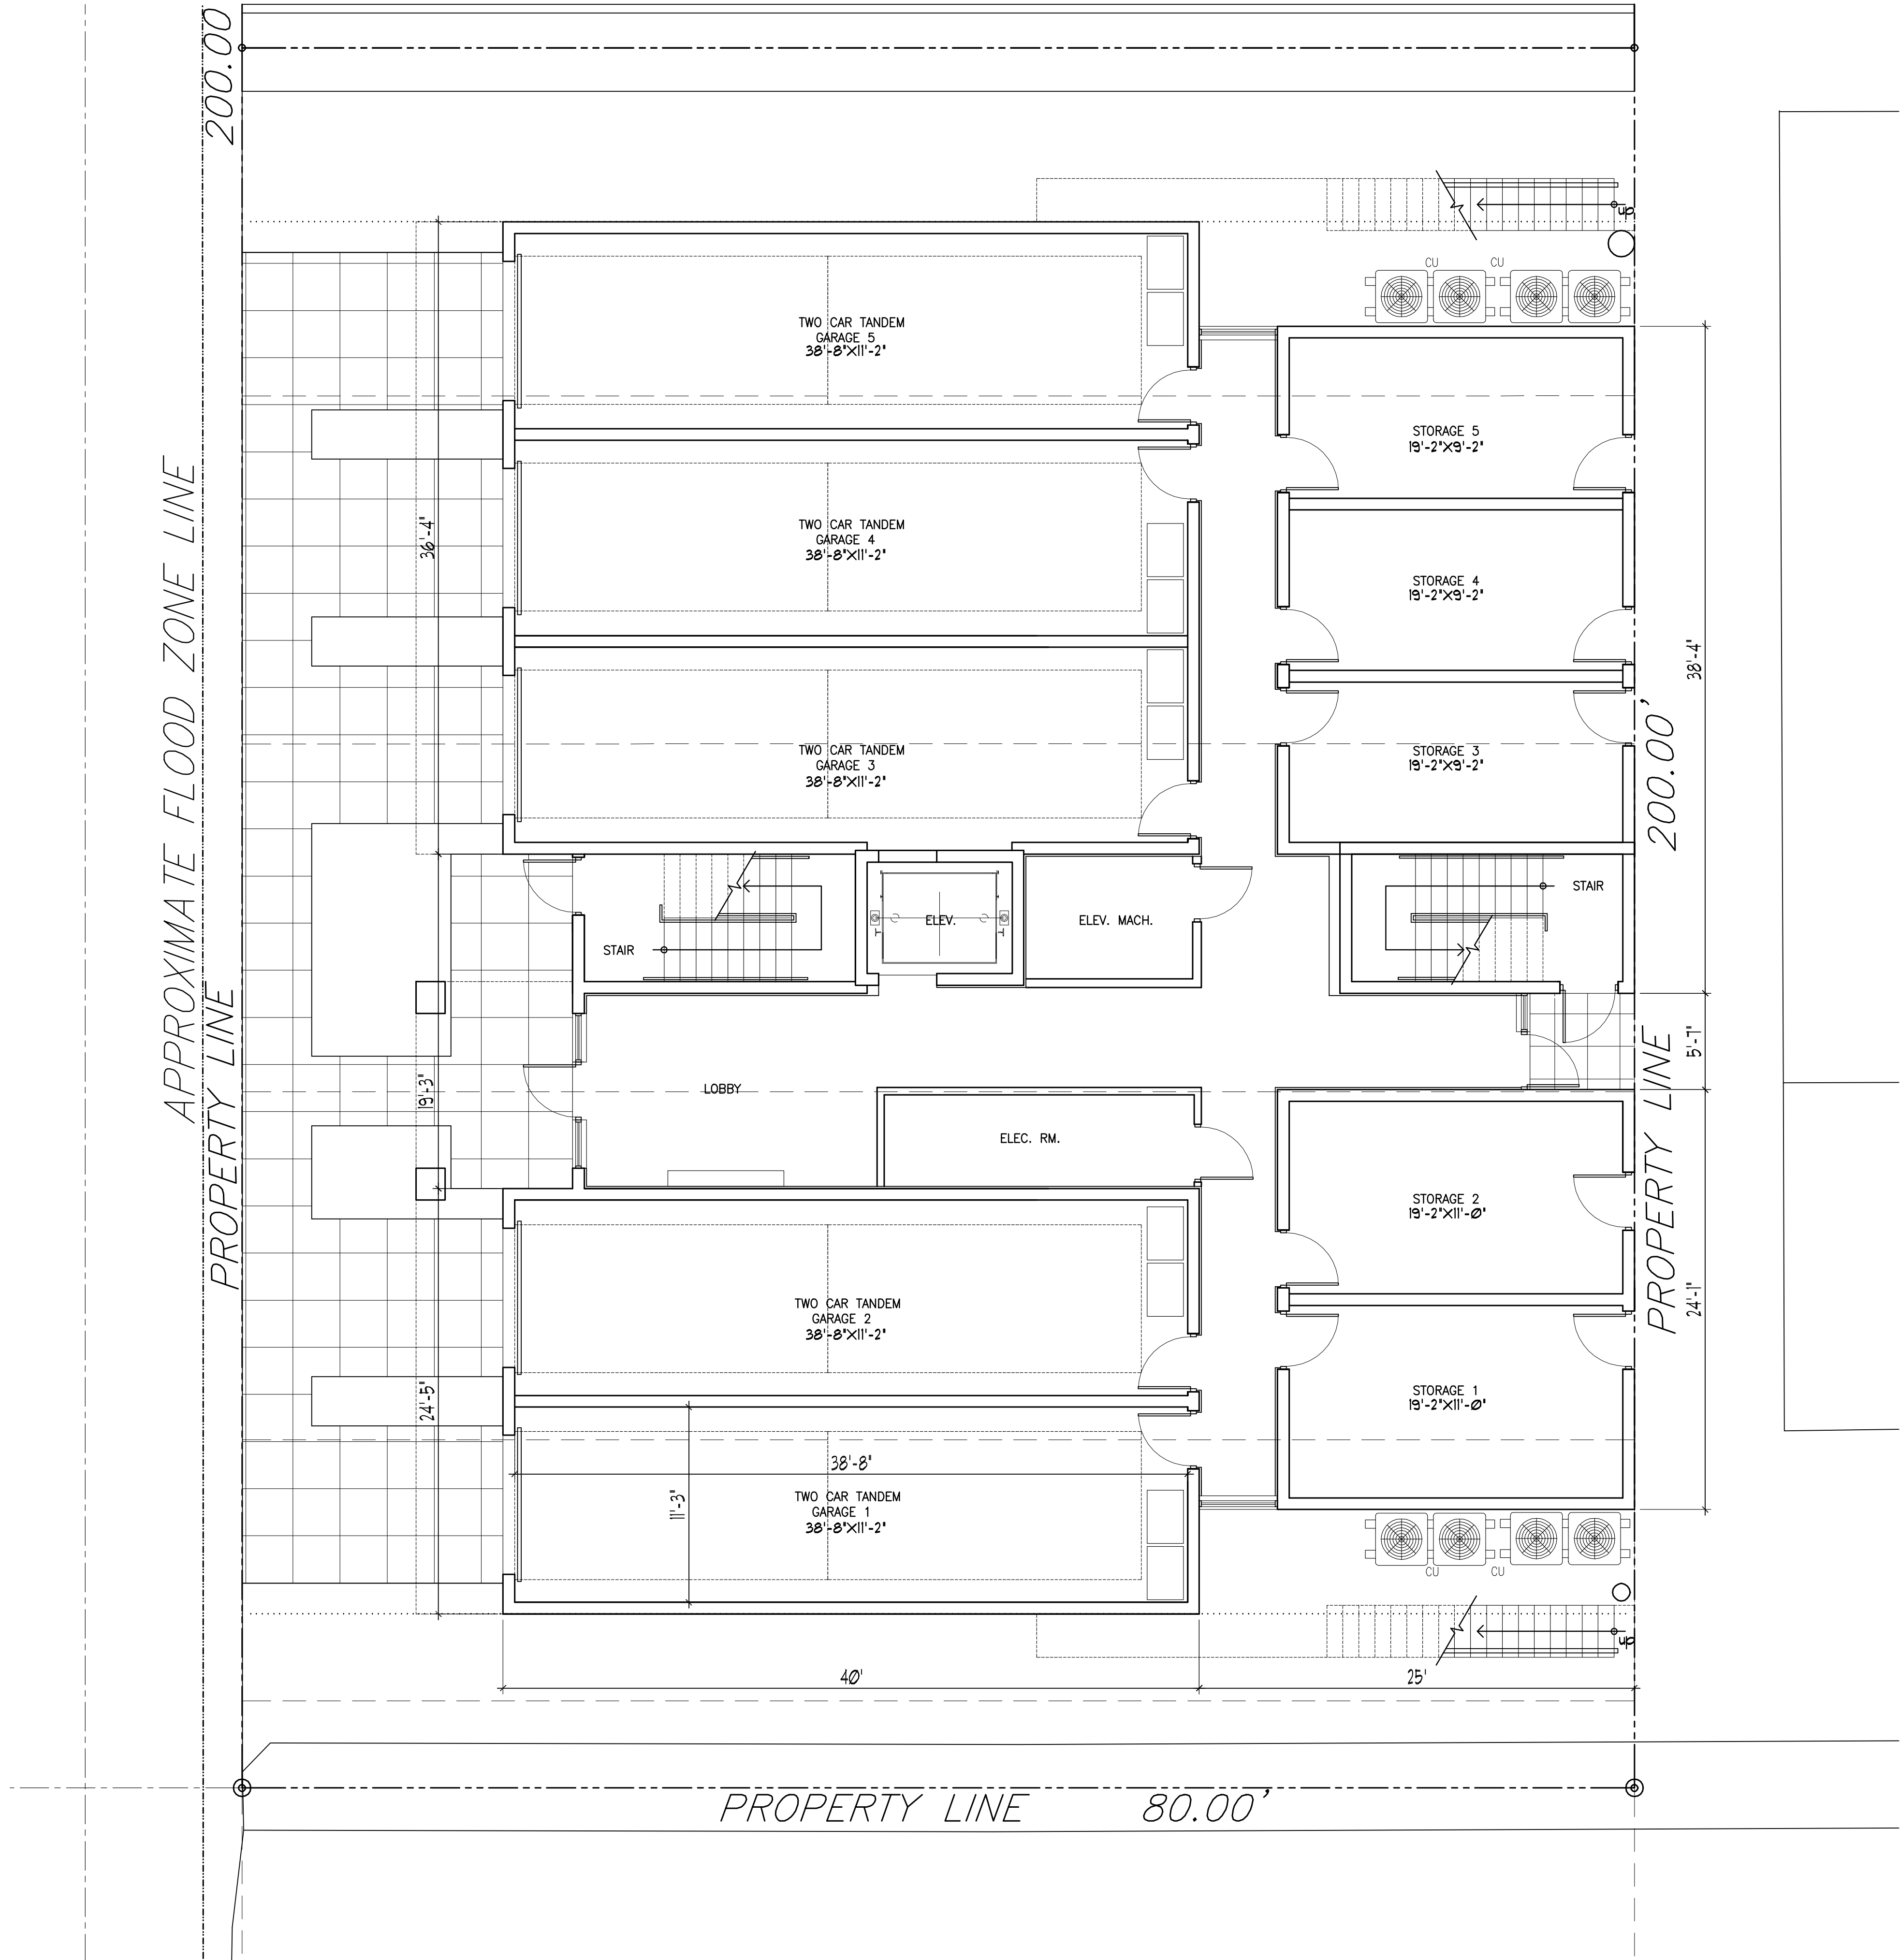 200.00
up
CU CU
TWO CAR TANDEM
GARAGE 5
38'-8"X11'-2"
STORAGE 5
19'-2"X9'-2"
36'-4"
TWO CAR TANDEM
GARAGE 4
38'-8"X11'-2"
STORAGE 4
19'-2"X9'-2"
38'-4"
APPROXIMATE FLOOD ZONE LINE
TWO CAR TANDEM
GARAGE 3
38'-8"X11'-2"
STORAGE 3
19'-2"X9'-2"
200.00'
STAIR
ELEV.
ELEV. MACH.
STAIR
PROPERTY LINE
19'-3"
LOBBY
ELEC. RM.
5'-7"
PROPERTY LINE
STORAGE 2
19'-2"X11'-0"
24'-1"
TWO CAR TANDEM
GARAGE 2
38'-8"X11'-2"
24'-5"
STORAGE 1
19'-2"X11'-0"
38'-8"
11'-3"
TWO CAR TANDEM
GARAGE 1
38'-8"X11'-2"
CU CU
up
40'
25'
PROPERTY LINE 80.00'